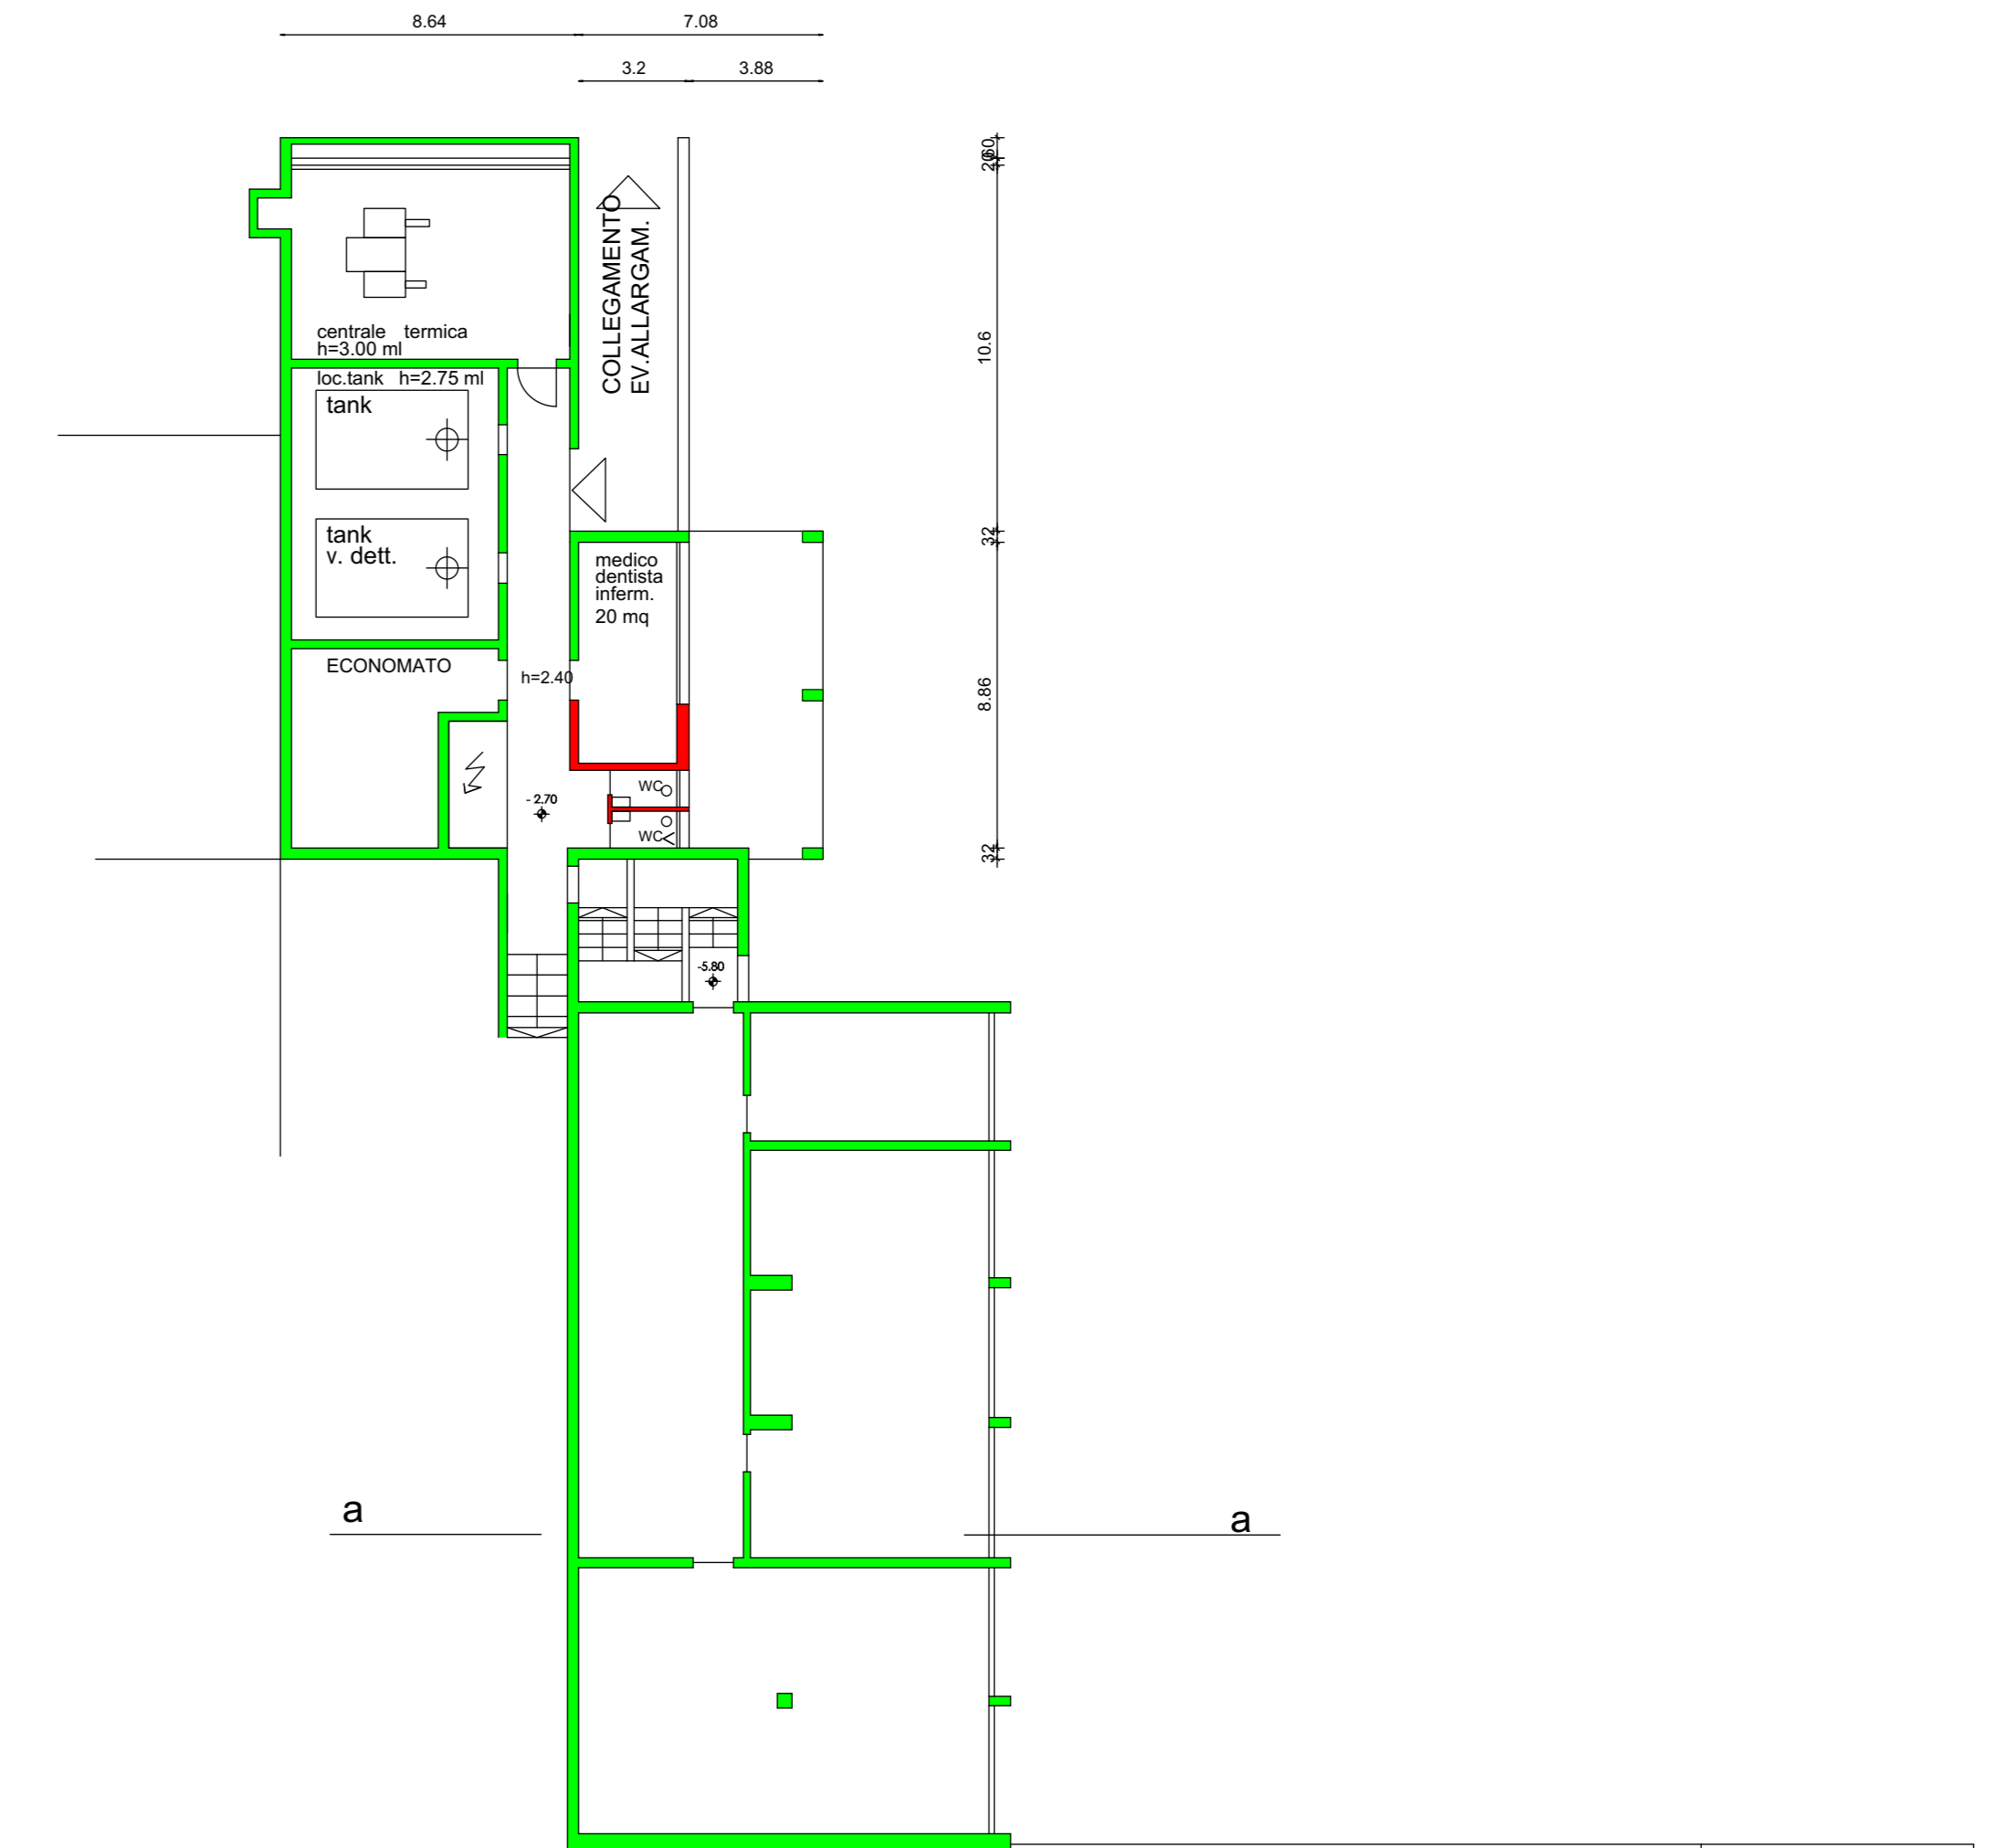 8.64
7.08
3.2
3.88
COLLEGAMENTO
EV.ALLARGAM.
centrale termica
h=3.00 ml
10.6
loc.tank h=2.75 ml
tank
tank
v. dett.
32
medico
dentista
inferm.
20 mq
ECONOMATO
h=2.40
8.86
WC
- 2.70
WC
32
-5.80
a
a